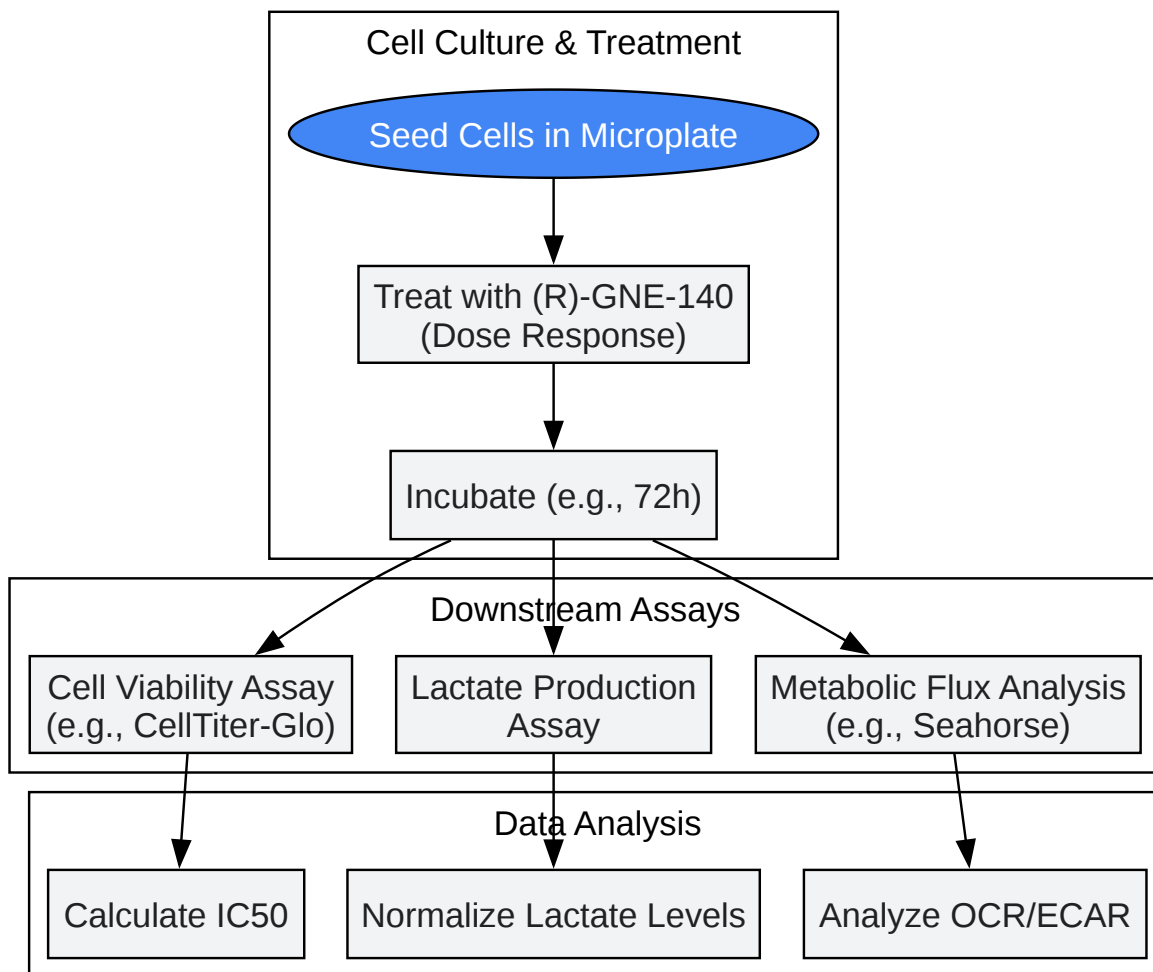 Cell Culture & Treatment
Seed Cells in Microplate
Treat with (R)-GNE-140
(Dose Response)
Incubate (e.g., 72h)
Downstream Assays
Cell Viability Assay
(e.g., CellTiter-Glo)
Lactate Production
Assay
Metabolic Flux Analysis
(e.g., Seahorse)
Data Analysis
Calculate IC50
Normalize Lactate Levels
Analyze OCR/ECAR